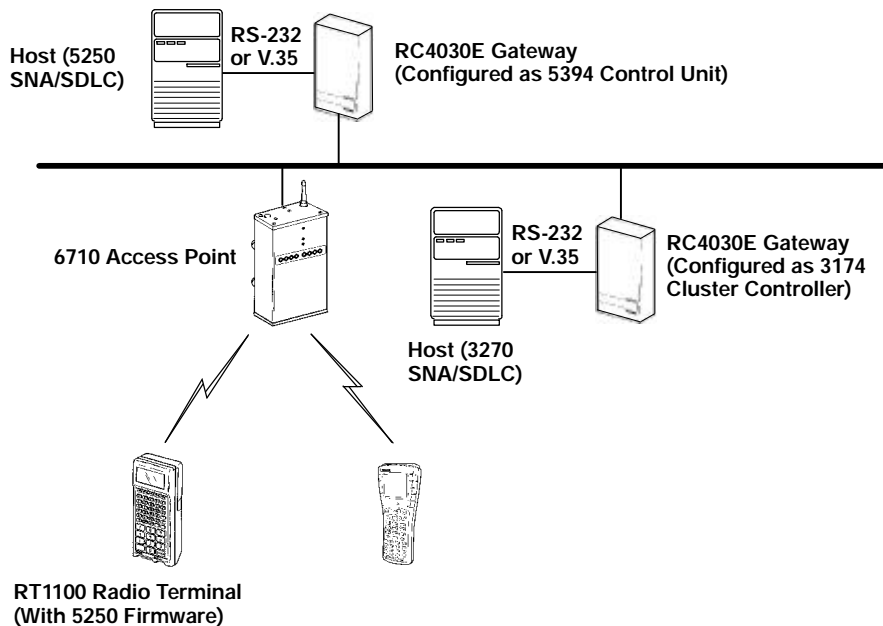 Host (5250
SNA/SDLC)
RS-232
or V.35
RC4030E Gateway
(Configured as 5394 Control Unit)
6710 Access Point
RS-232
or V.35
RC4030E Gateway
(Configured as 3174
Cluster Controller)
Host (3270
SNA/SDLC)
RT1100 Radio Terminal
(With 5250 Firmware)